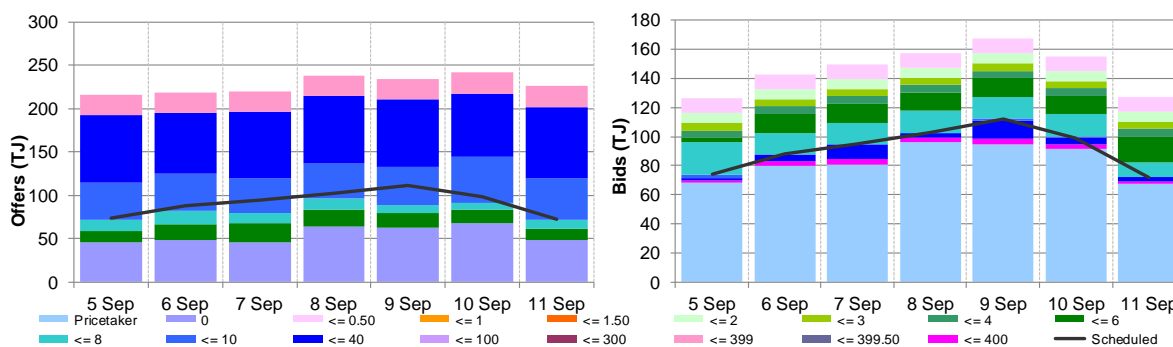 300
250
200
150
100
50
0
Offers (TJ)
5 Sep 6 Sep 7 Sep 8 Sep 9 Sep 10 Sep 11 Sep
180
160
140
120
100
80
60
40
20
0
Bids (TJ)
5 Sep 6 Sep 7 Sep 8 Sep 9 Sep 10 Sep 11 Sep
Pricetaker 0 <= 0.50 <= 1 <= 1.50 <= 2 <= 3 <= 4 <= 6
<= 8 <= 10 <= 40 <= 100 <= 300 <= 399 <= 399.50 <= 400 Scheduled